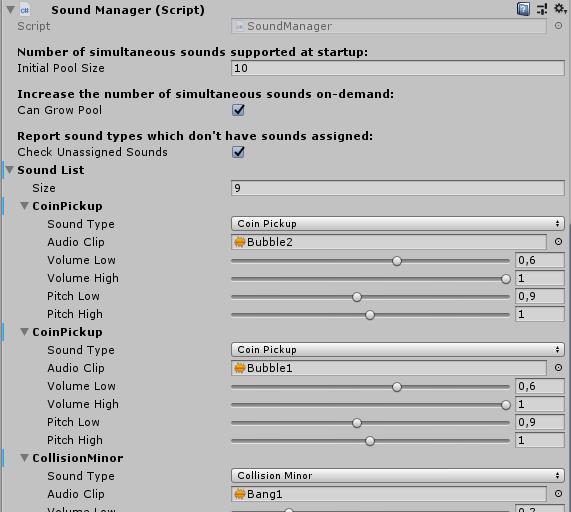 Sound Manager (Script)
Script SoundManager
Number of simultaneous sounds supported at startup:
Initial Pool Size 10
Increase the number of simultaneous sounds on-demand:
Can Grow Pool
Report sound types which don't have sounds assigned:
Check Unassigned Sounds
Sound List
Size 9
CoinPickup
Sound Type Coin Pickup
Audio Clip Bubble2
Volume Low 0,6
Volume High 1
Pitch Low 0,9
Pitch High 1
CoinPickup
Sound Type Coin Pickup
Audio Clip Bubble1
Volume Low 0,6
Volume High 1
Pitch Low 0,9
Pitch High 1
CollisionMinor
Sound Type Collision Minor
Audio Clip Bang1
Volume Low 0,2